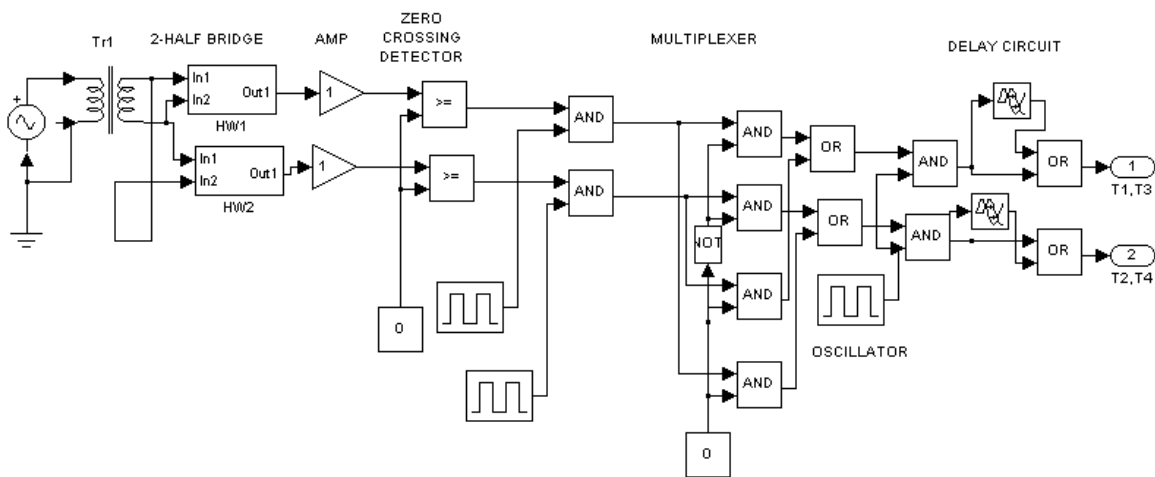 ZERO
CROSSING
DETECTOR
2-HALF BRIDGE
AMP
MULTIPLEXER
DELAY CIRCUIT
Tr1
+
In1
In2
Out1
HW1
1
>=
AND
AND
OR
AND
OR
1
T1,T3
In1
In2
Out1
HW2
1
>=
AND
AND
OR
AND
OR
2
T2,T4
NOT
AND
0
OSCILLATOR
AND
0